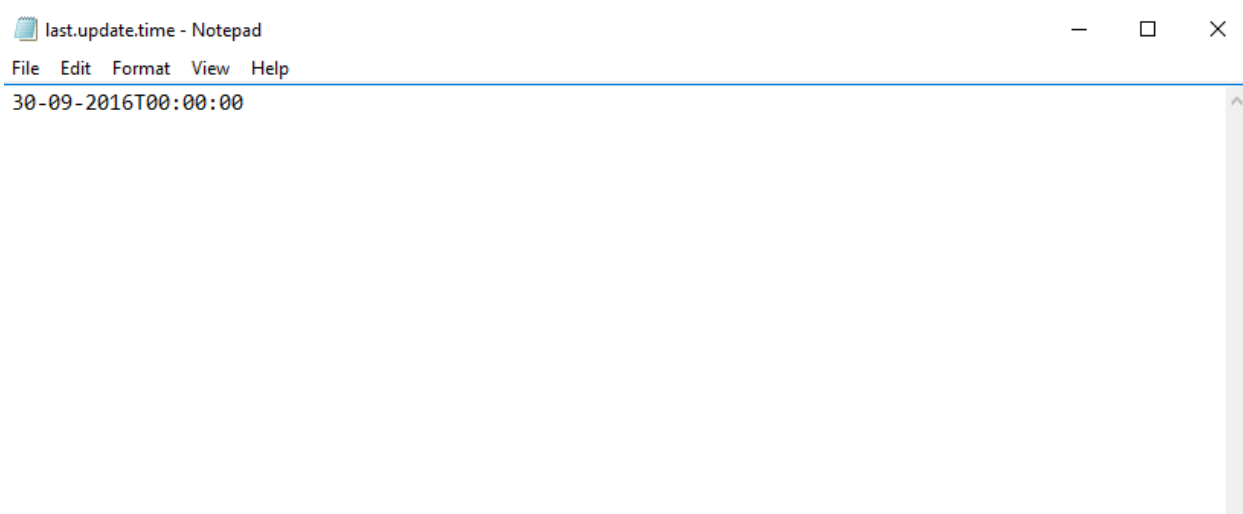 last.update.time - Notepad
File Edit Format View Help
30-09-2016T00:00:00